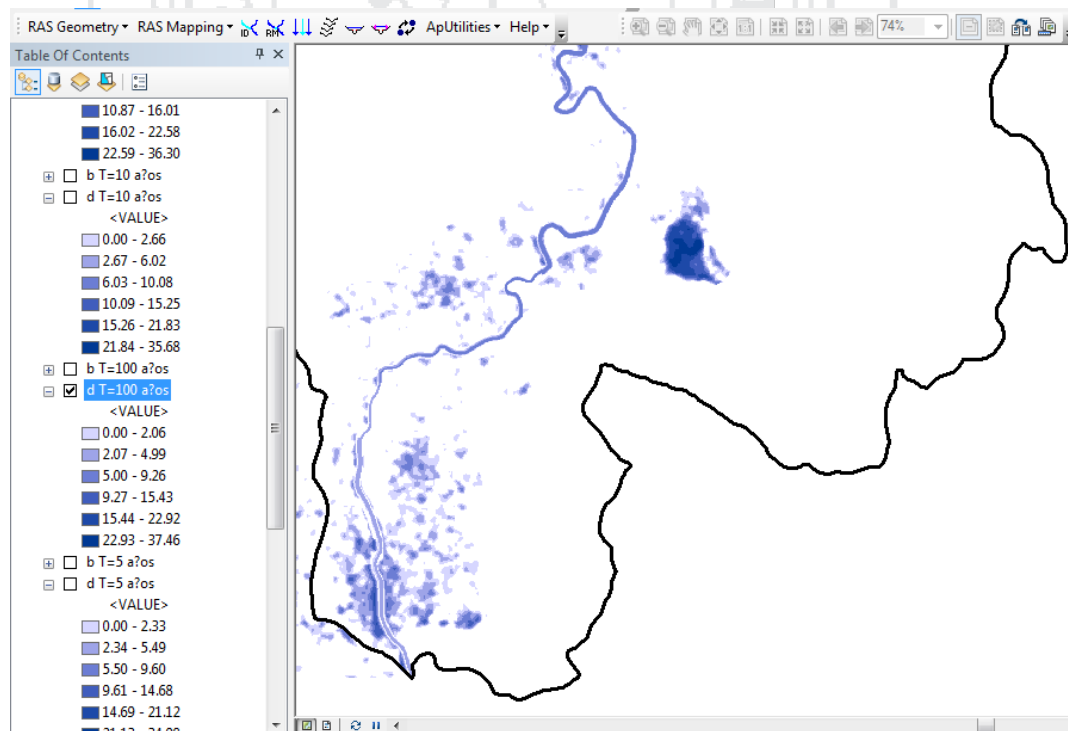 RAS Geometry RAS Mapping ID RM ApUtilities Help 74%
Table Of Contents
10.87 - 16.01
16.02 - 22.58
22.59 - 36.30
b T=10 a?os
d T=10 a?os
<VALUE>
0.00 - 2.66
2.67 - 6.02
6.03 - 10.08
10.09 - 15.25
15.26 - 21.83
21.84 - 35.68
b T=100 a?os
d T=100 a?os
<VALUE>
0.00 - 2.06
2.07 - 4.99
5.00 - 9.26
9.27 - 15.43
15.44 - 22.92
22.93 - 37.46
b T=5 a?os
d T=5 a?os
<VALUE>
0.00 - 2.33
2.34 - 5.49
5.50 - 9.60
9.61 - 14.68
14.69 - 21.12